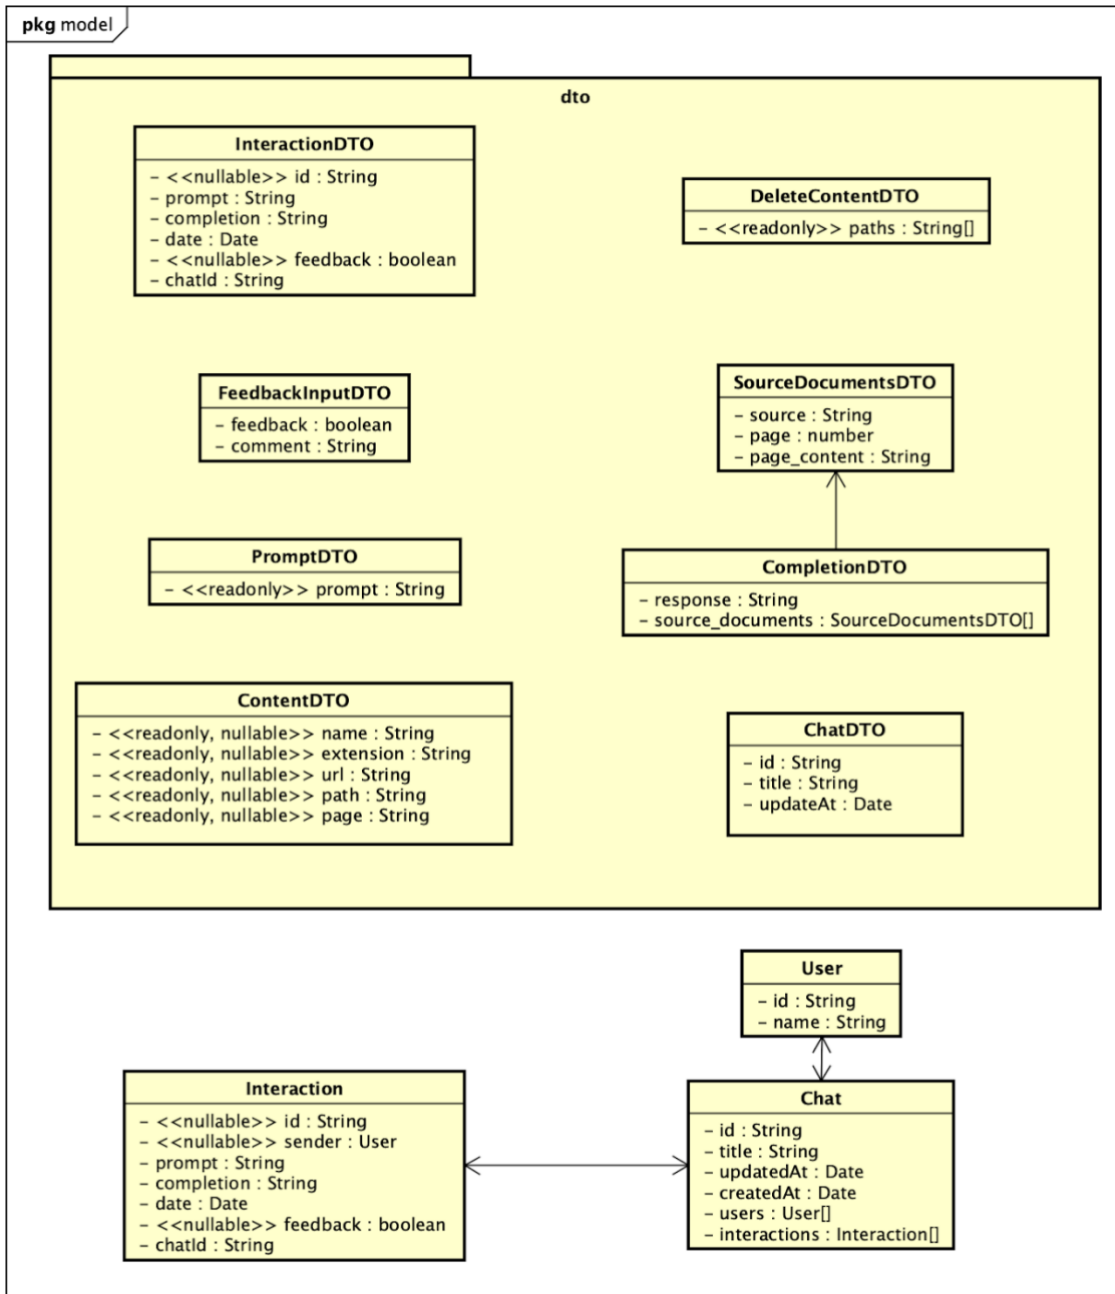 pkg model
dto
InteractionDTO
- <<nullable>> id : String
- prompt : String
- completion : String
- date : Date
- <<nullable>> feedback : boolean
- chatId : String
DeleteContentDTO
- <<readonly>> paths : String[]
FeedbackInputDTO
- feedback : boolean
- comment : String
SourceDocumentsDTO
- source : String
- page : number
- page_content : String
PromptDTO
- <<readonly>> prompt : String
CompletionDTO
- response : String
- source_documents : SourceDocumentsDTO[]
ContentDTO
- <<readonly, nullable>> name : String
- <<readonly, nullable>> extension : String
- <<readonly, nullable>> url : String
- <<readonly, nullable>> path : String
- <<readonly, nullable>> page : String
ChatDTO
- id : String
- title : String
- updateAt : Date
User
- id : String
- name : String
Interaction
- <<nullable>> id : String
- <<nullable>> sender : User
- prompt : String
- completion : String
- date : Date
- <<nullable>> feedback : boolean
- chatId : String
Chat
- id : String
- title : String
- updatedAt : Date
- createdAt : Date
- users : User[]
- interactions : Interaction[]